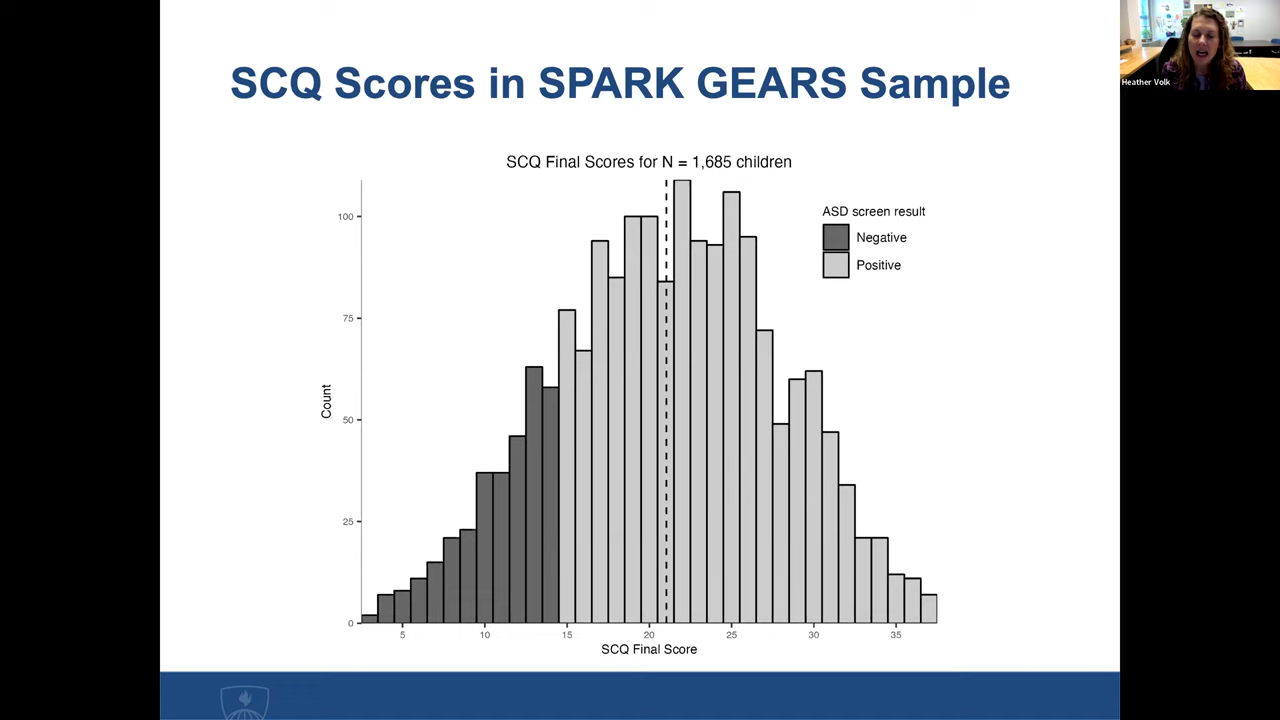 SCQ Scores in SPARK GEARS Sample
Heather Volk
SCQ Final Scores for N = 1,685 children
ASD screen result
Negative
Positive
100
75
50
25
0
Count
5 10 15 20 25 30 35
SCQ Final Score